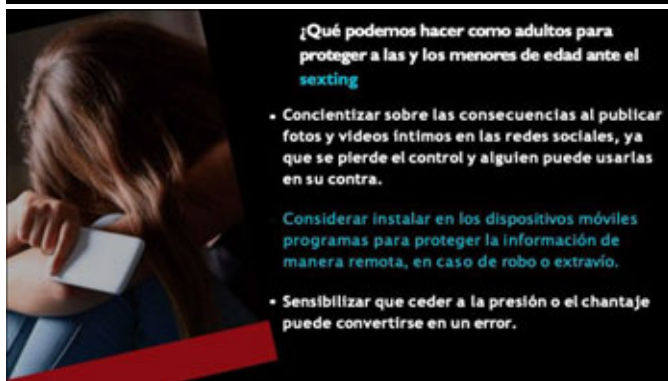 ¿Qué podemos hacer como adultos para
proteger a las y los menores de edad ante el
sexting
• Concientizar sobre las consecuencias al publicar
fotos y videos íntimos en las redes sociales, ya
que se pierde el control y alguien puede usarlas
en su contra.
Considerar instalar en los dispositivos móviles
programas para proteger la información de
manera remota, en caso de robo o extravío.
• Sensibilizar que ceder a la presión o el chantaje
puede convertirse en un error.